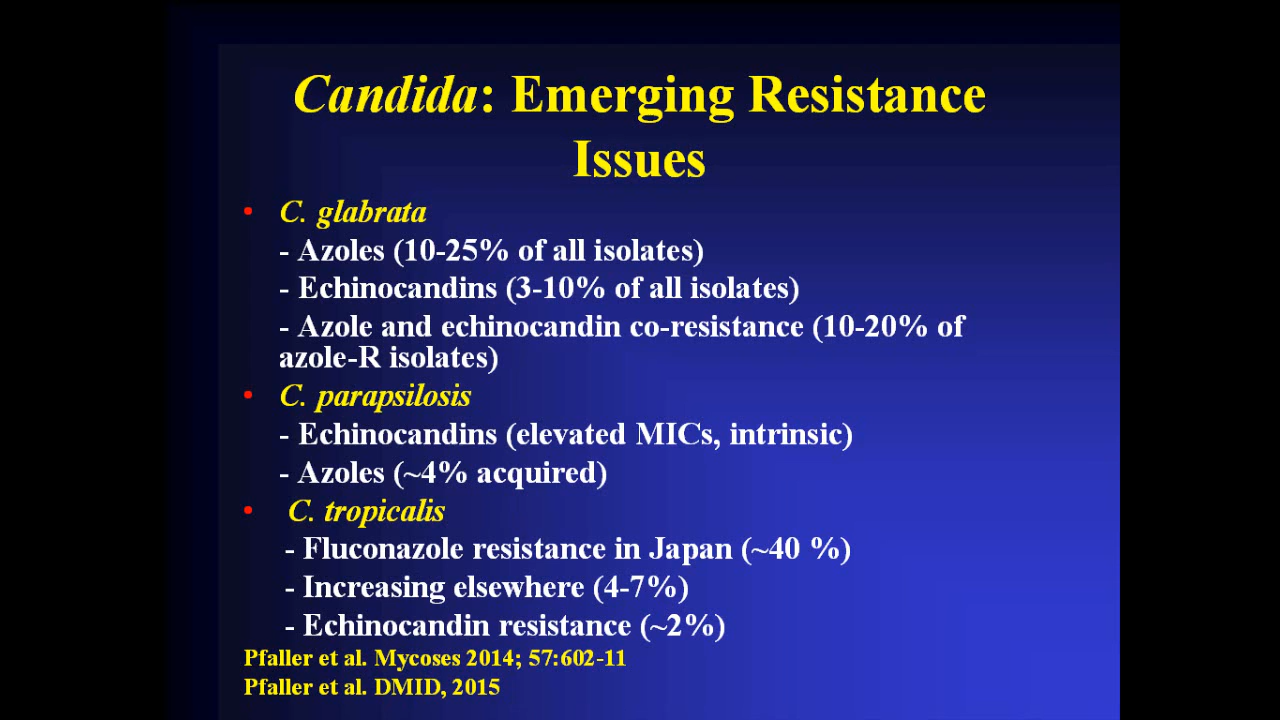 Candida: Emerging Resistance
Issues
• C. glabrata
- Azoles (10-25% of all isolates)
- Echinocandins (3-10% of all isolates)
- Azole and echinocandin co-resistance (10-20% of
azole-R isolates)
• C. parapsilosis
- Echinocandins (elevated MICs, intrinsic)
- Azoles (~4% acquired)
• C. tropicalis
- Fluconazole resistance in Japan (~40 %)
- Increasing elsewhere (4-7%)
- Echinocandin resistance (~2%)
Pfaller et al. Mycoses 2014; 57:602-11
Pfaller et al. DMID, 2015